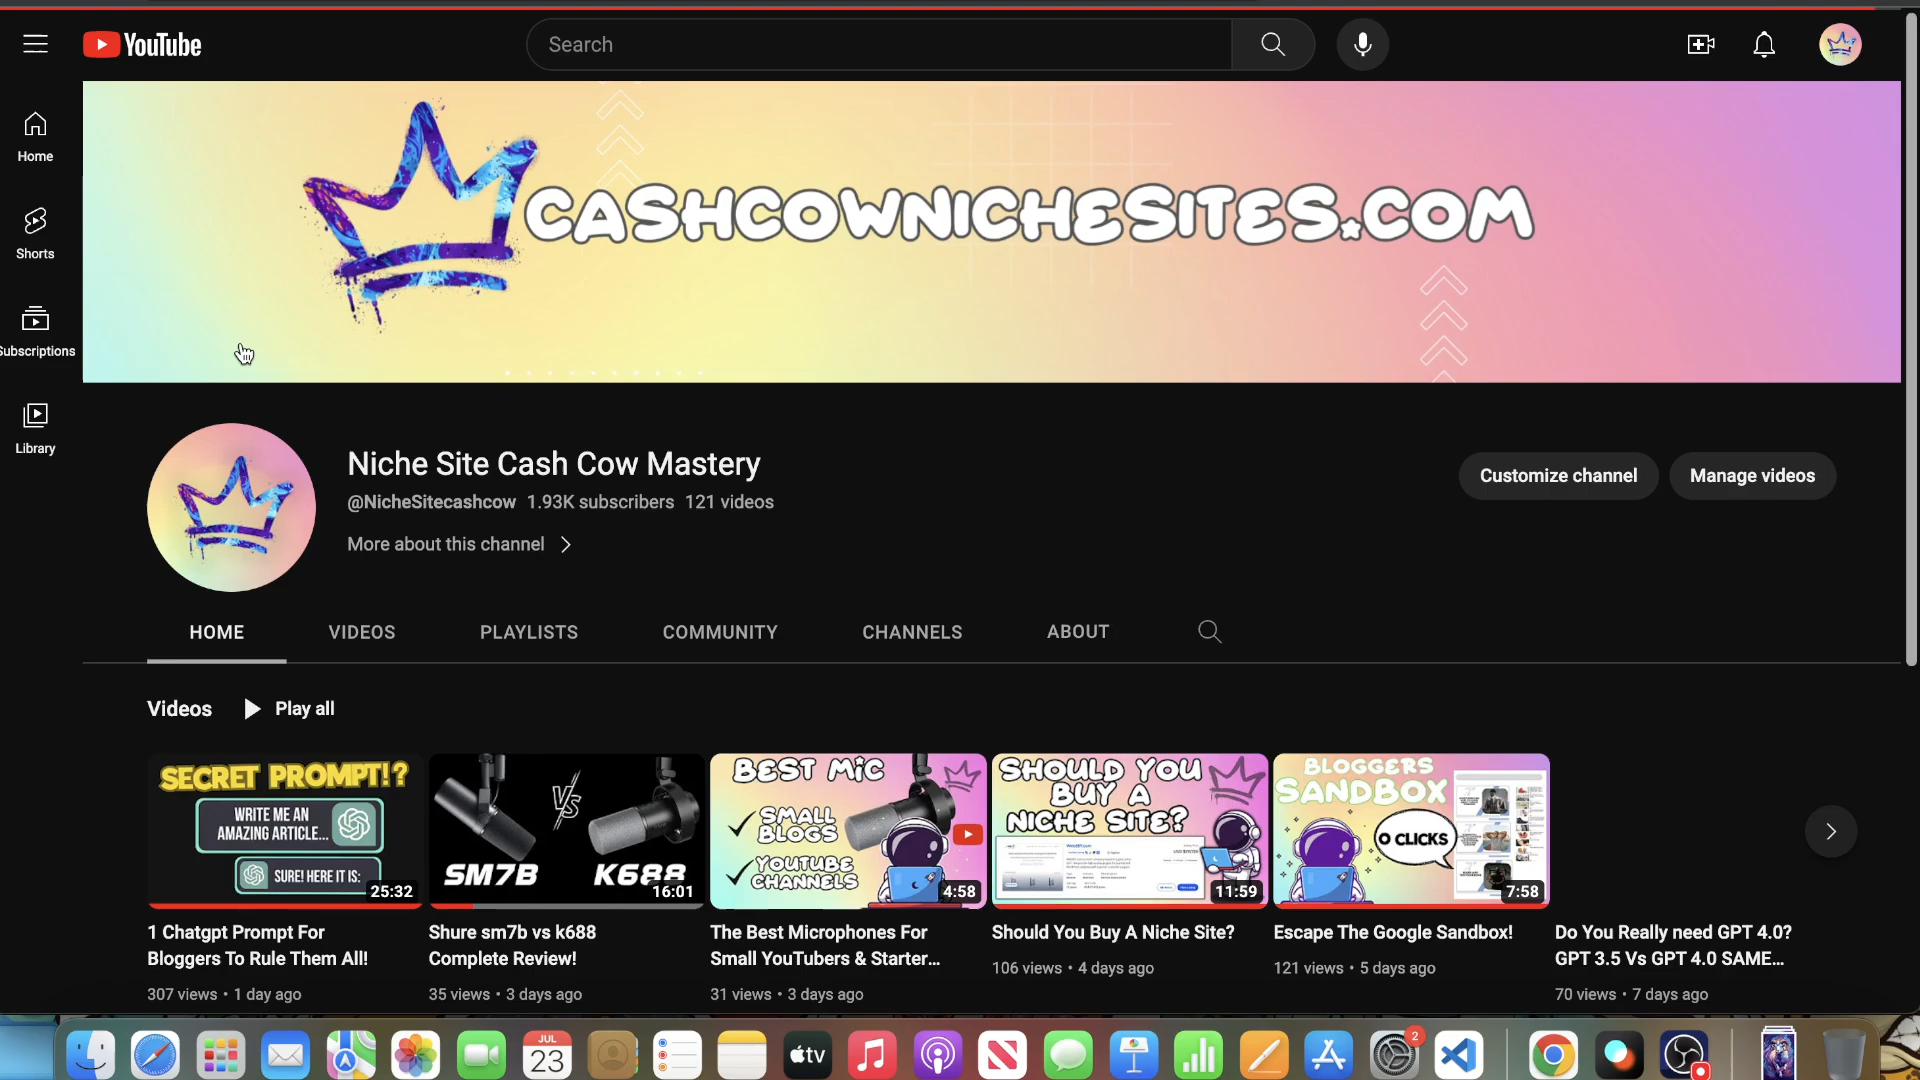 YouTube
Search
Home
Shorts
Subscriptions
Library
CASHCOWNICHESITES.COM
Niche Site Cash Cow Mastery
@NicheSitecashcow 1.93K subscribers 121 videos
More about this channel
Customize channel
Manage videos
HOME
VIDEOS
PLAYLISTS
COMMUNITY
CHANNELS
ABOUT
Videos
Play all
SECRET PROMPT!?
WRITE ME AN
AMAZING ARTICLE...
SURE! HERE IT IS:
25:32
VS
SM7B
K688
16:01
BEST MIC
SMALL
BLOGS
YOUTUBE
CHANNELS
4:58
SHOULD YOU
BUY A
NICHE SITE?
11:59
BLOGGERS
SANDBOX
0 CLICKS
7:58
1 Chatgpt Prompt For
Bloggers To Rule Them All!
307 views • 1 day ago
Shure sm7b vs k688
Complete Review!
35 views • 3 days ago
The Best Microphones For
Small YouTubers & Starter...
31 views • 3 days ago
Should You Buy A Niche Site?
106 views • 4 days ago
Escape The Google Sandbox!
121 views • 5 days ago
Do You Really need GPT 4.0?
GPT 3.5 Vs GPT 4.0 SAME...
70 views • 7 days ago
JUL
23
tv
2